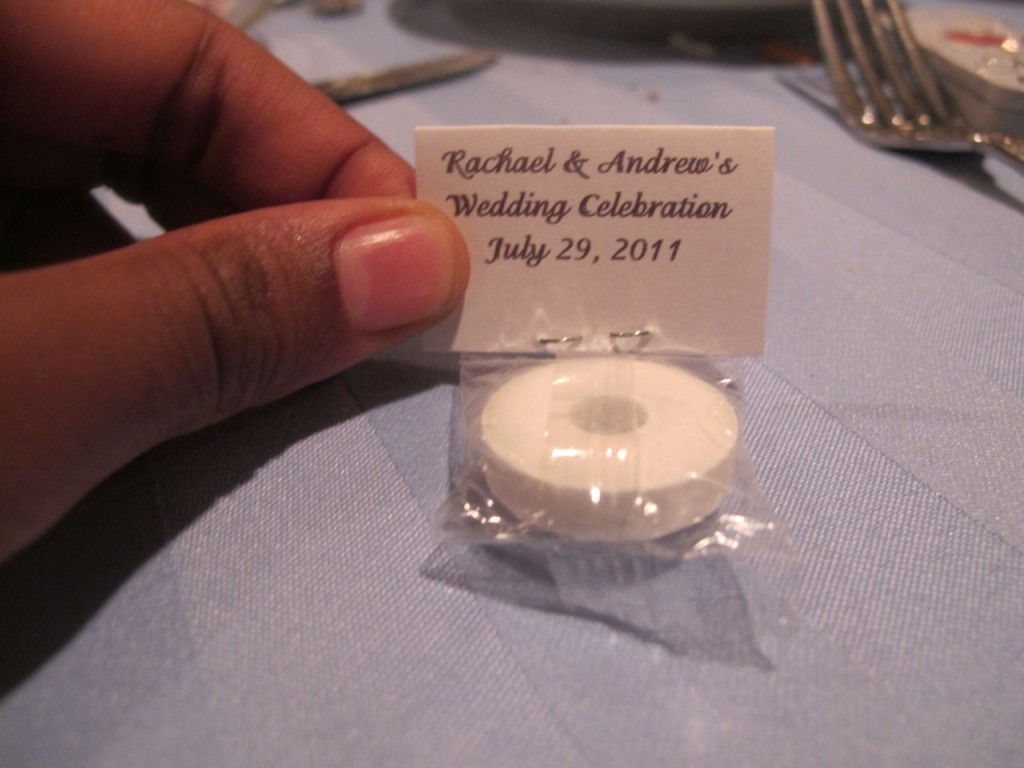 Rachael & Andrew's
Wedding Celebration
July 29, 2011